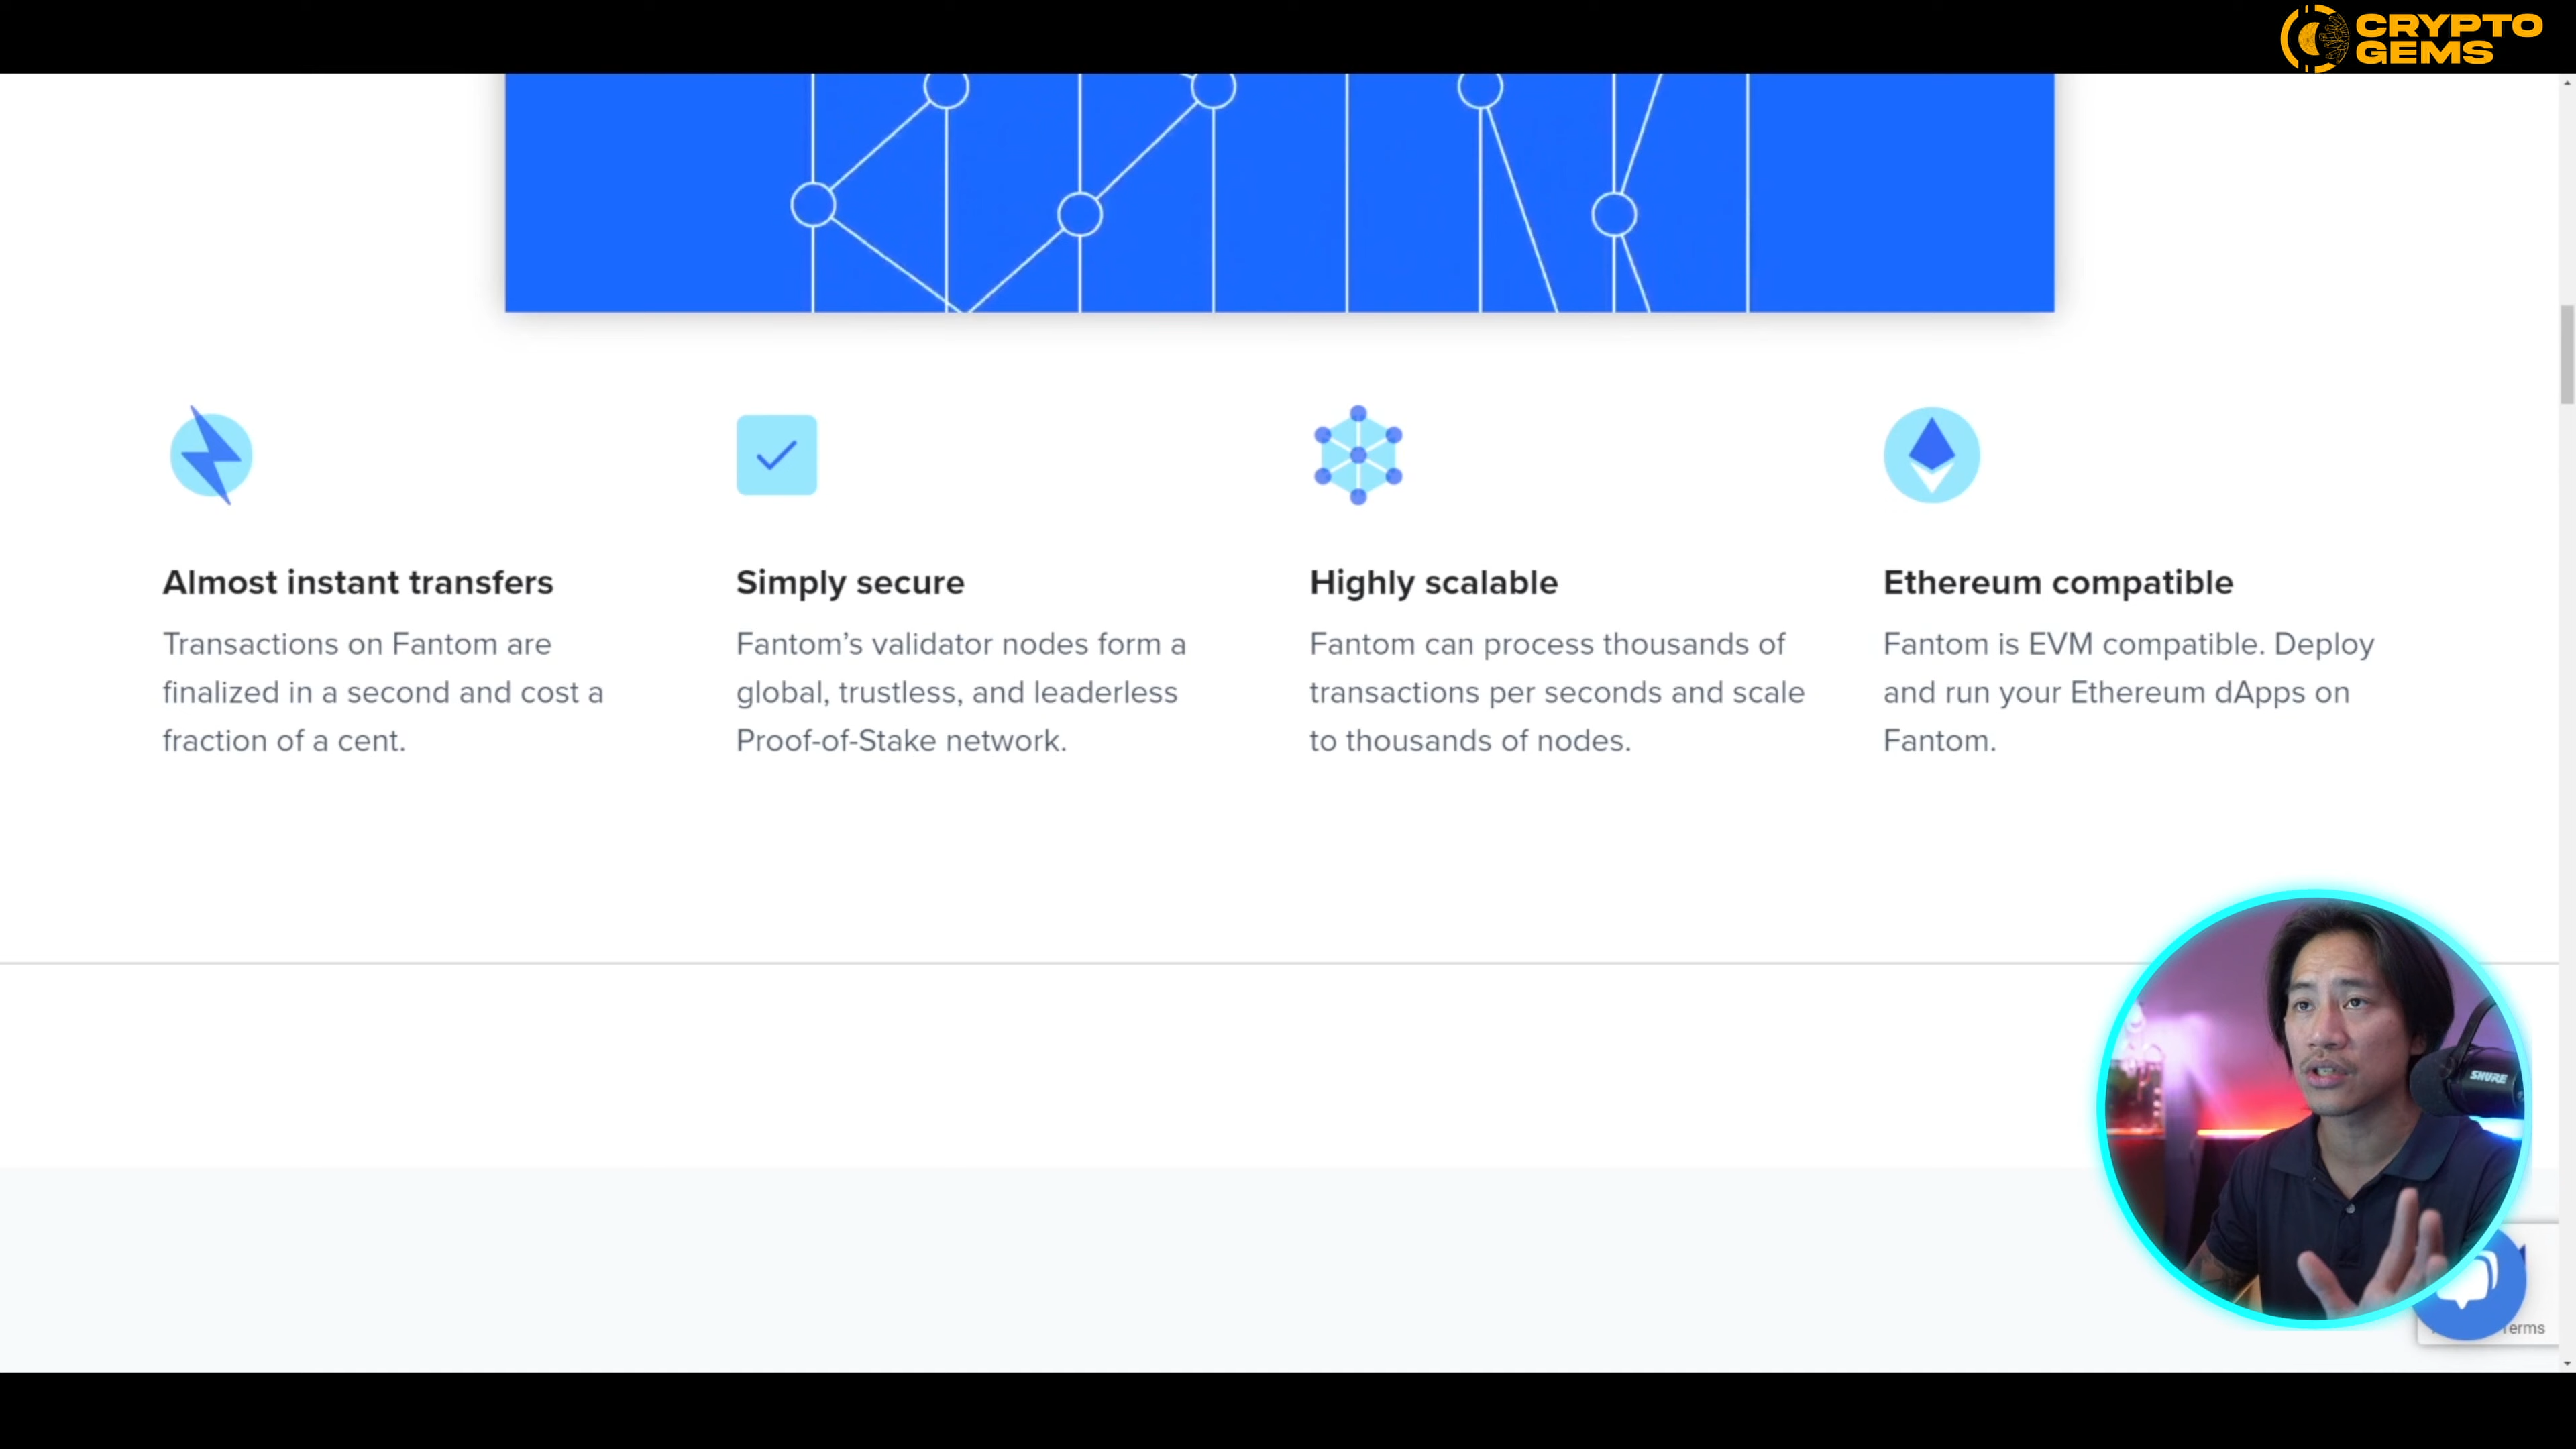 CRYPTO
GEMS
Almost instant transfers
Transactions on Fantom are
finalized in a second and cost a
fraction of a cent.
Simply secure
Fantom’s validator nodes form a
global, trustless, and leaderless
Proof-of-Stake network.
Highly scalable
Fantom can process thousands of
transactions per seconds and scale
to thousands of nodes.
Ethereum compatible
Fantom is EVM compatible. Deploy
and run your Ethereum dApps on
Fantom.
SHURE